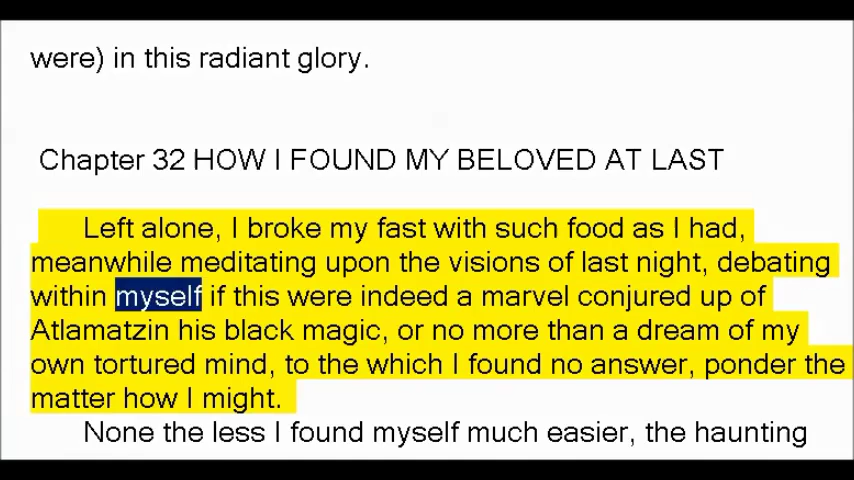 were) in this radiant glory.
Chapter 32 HOW I FOUND MY BELOVED AT LAST
Left alone, I broke my fast with such food as I had,
meanwhile meditating upon the visions of last night, debating
within myself if this were indeed a marvel conjured up of
Atlamatzin his black magic, or no more than a dream of my
own tortured mind, to the which I found no answer, ponder the
matter how I might.
None the less I found myself much easier, the haunting